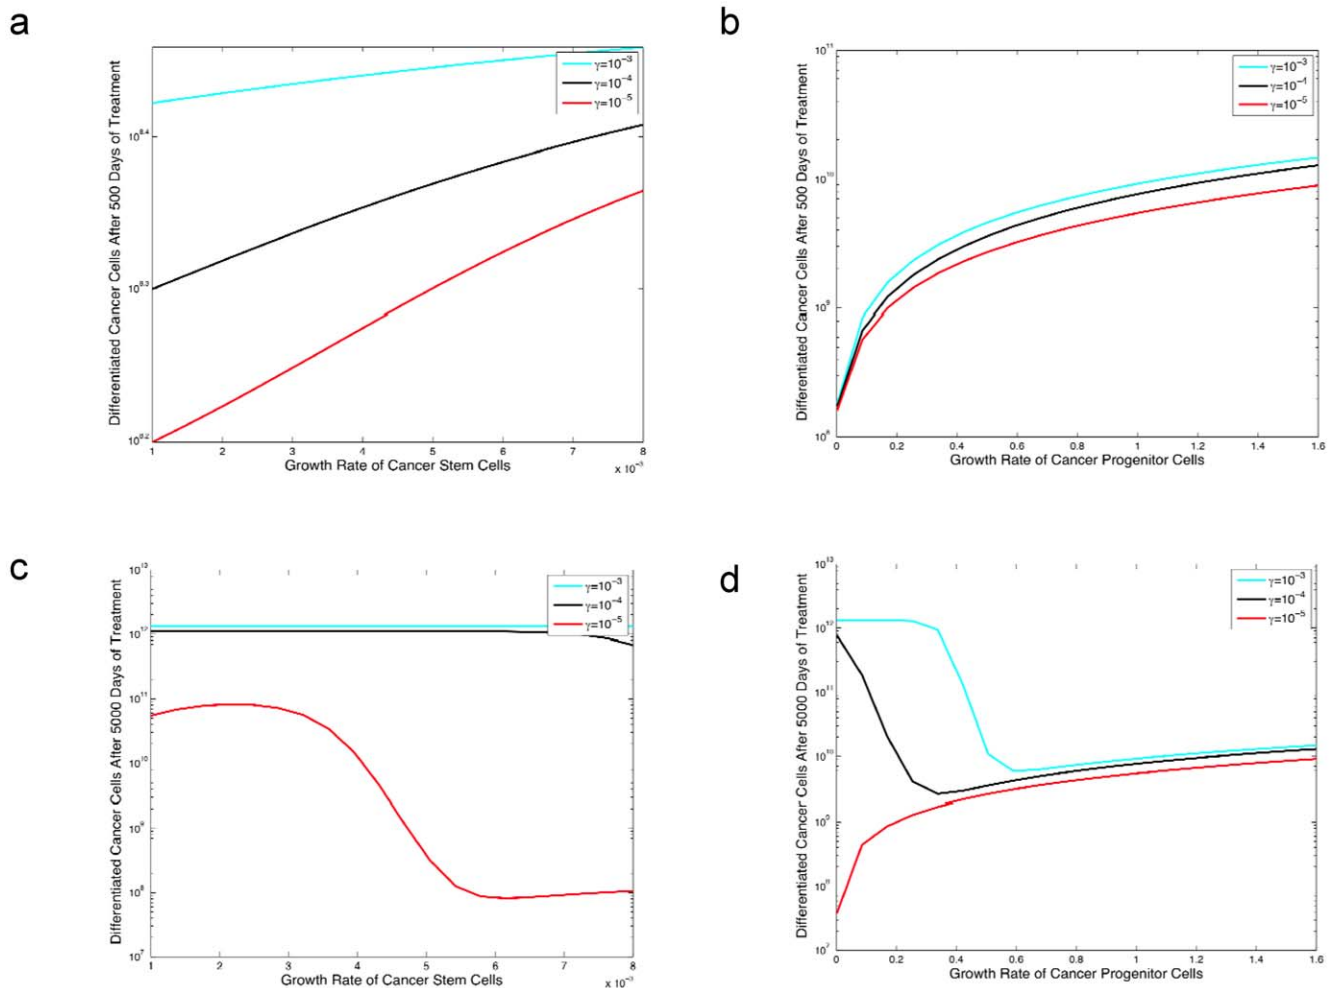 a
Differentiated Cancer Cells After 500 Days of Treatment
10^8.4
10^8.3
10^8.2
γ=10^-3
γ=10^-4
γ=10^-5
1 2 3 4 5 6 7 8
Growth Rate of Cancer Stem Cells
x 10^-3
b
Differentiated Cancer Cells After 500 Days of Treatment
10^11
10^10
10^9
10^8
γ=10^-3
γ=10^-4
γ=10^-5
0 0.2 0.4 0.6 0.8 1 1.2 1.4 1.6
Growth Rate of Cancer Progenitor Cells
c
Differentiated Cancer Cells After 5000 Days of Treatment
10^13
10^12
10^11
10^10
10^9
10^8
10^7
γ=10^-3
γ=10^-4
γ=10^-5
1 2 3 4 5 6 7 8
Growth Rate of Cancer Stem Cells
x 10^-3
d
Differentiated Cancer Cells After 5000 Days of Treatment
10^13
10^12
10^11
10^10
10^9
10^8
10^7
γ=10^-3
γ=10^-4
γ=10^-5
0 0.2 0.4 0.6 0.8 1 1.2 1.4 1.6
Growth Rate of Cancer Progenitor Cells